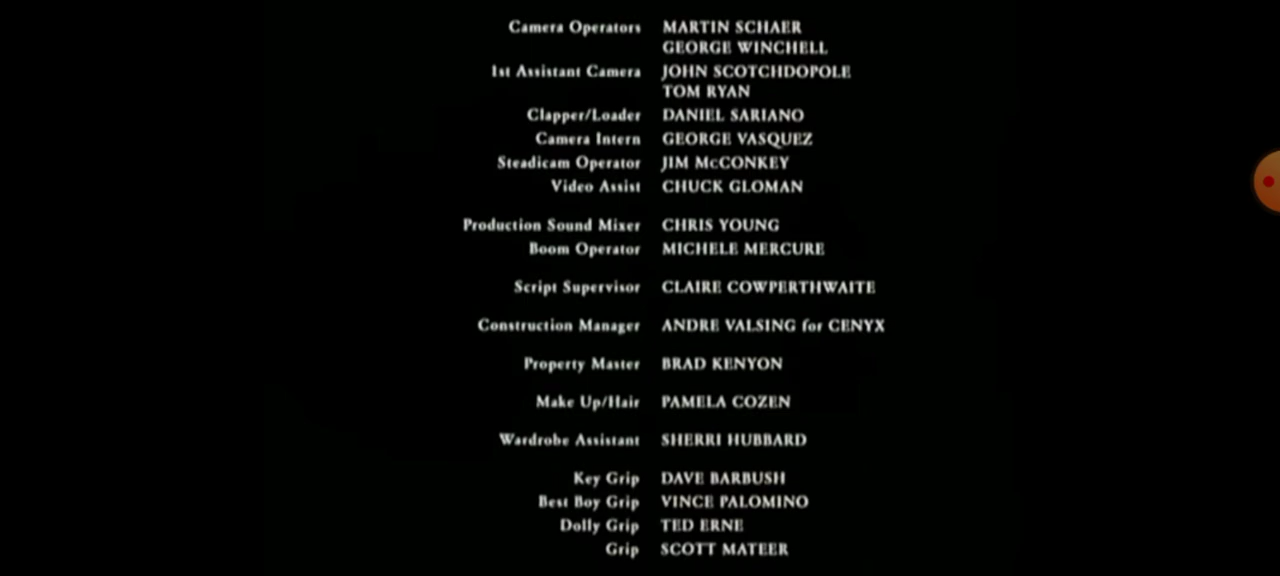 Camera Operators MARTIN SCHAER
GEORGE WINCHELL
1st Assistant Camera JOHN SCOTCHDOPOLE
TOM RYAN
Clapper/Loader DANIEL SARIANO
Camera Intern GEORGE VASQUEZ
Steadicam Operator JIM McCONKEY
Video Assist CHUCK GLOMAN
Production Sound Mixer CHRIS YOUNG
Boom Operator MICHELE MERCURE
Script Supervisor CLAIRE COWPERTHWAITE
Construction Manager ANDRE VALSING for CENYX
Property Master BRAD KENYON
Make Up/Hair PAMELA COZEN
Wardrobe Assistant SHERRI HUBBARD
Key Grip DAVE BARBUSH
Best Boy Grip VINCE PALOMINO
Dolly Grip TED ERNE
Grip SCOTT MATEER